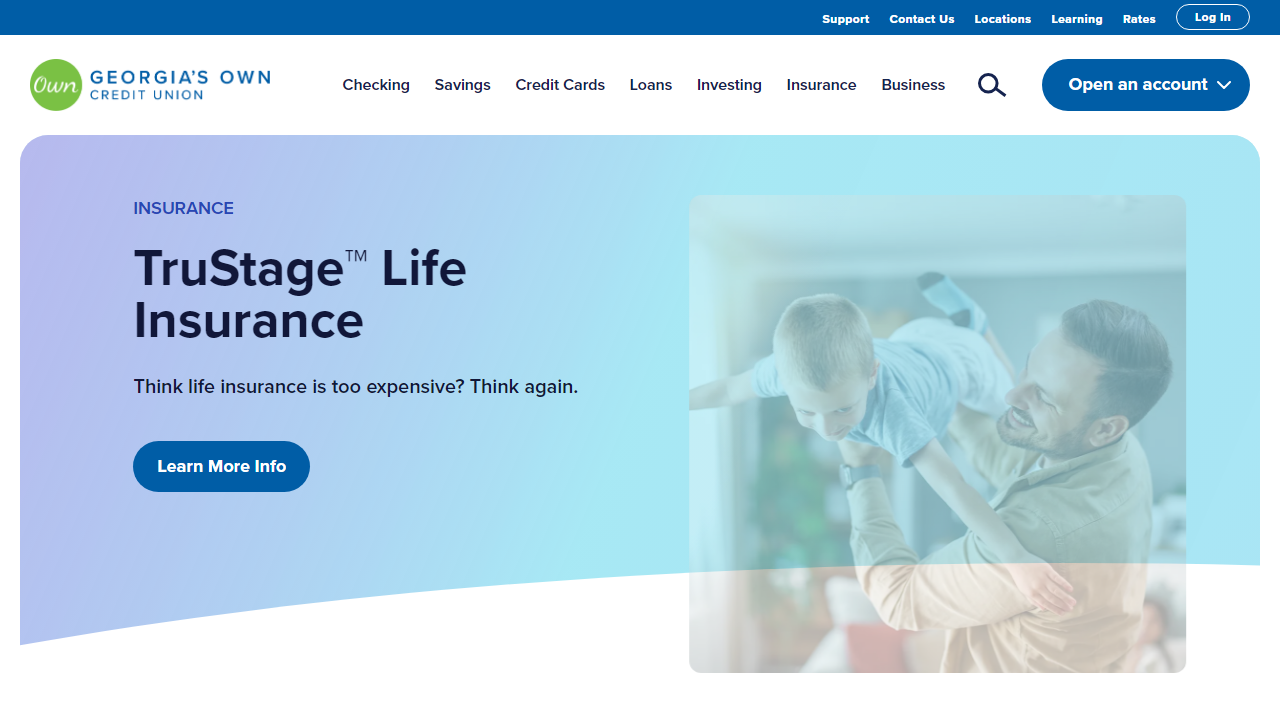 Support Contact Us Locations Learning Rates Log In
Own GEORGIA'S OWN
CREDIT UNION
Checking Savings Credit Cards Loans Investing Insurance Business Open an account
INSURANCE
TruStage™ Life
Insurance
Think life insurance is too expensive? Think again.
Learn More Info